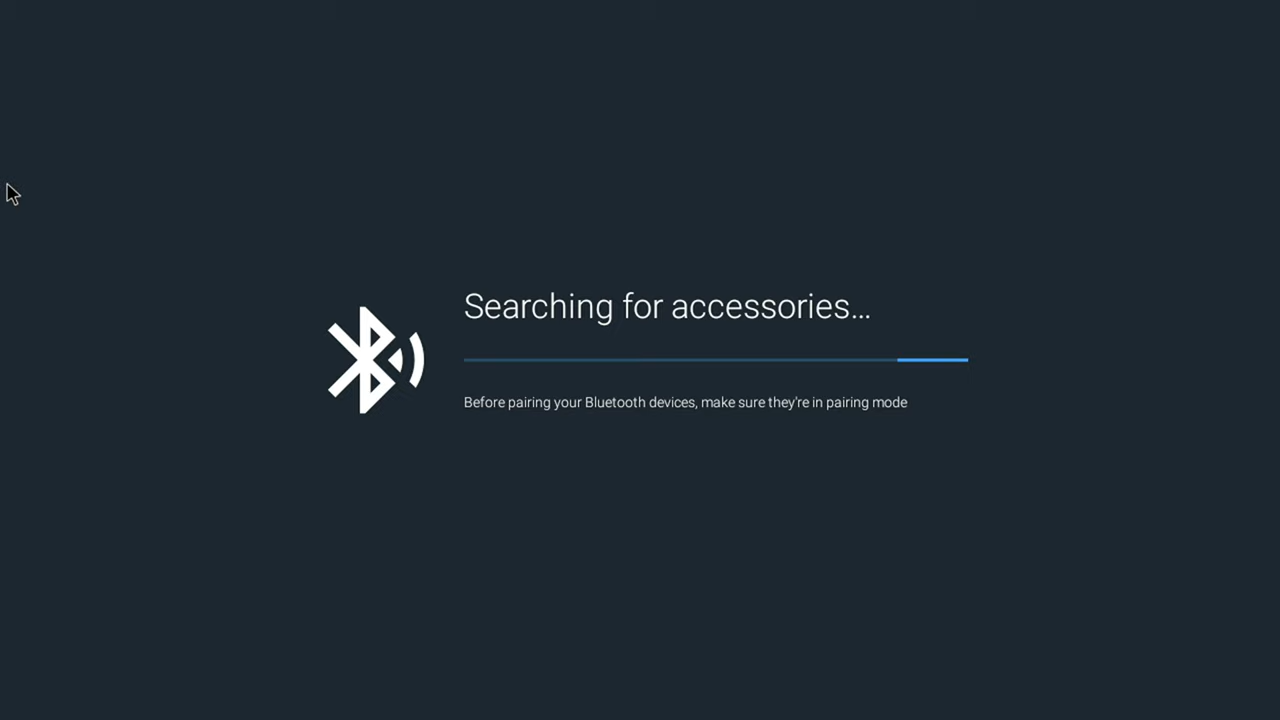 Searching for accessories...
Before pairing your Bluetooth devices, make sure they're in pairing mode